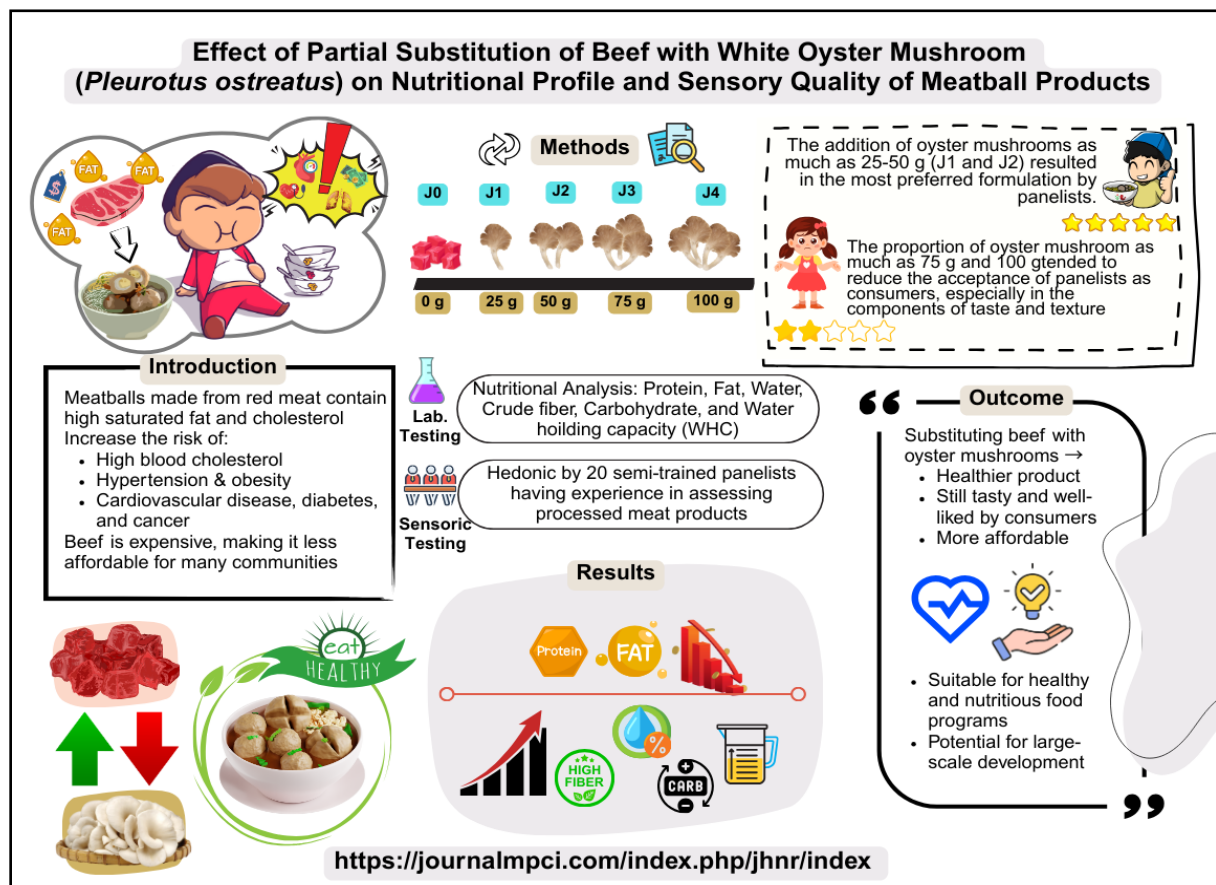 Effect of Partial Substitution of Beef with White Oyster Mushroom
(Pleurotus ostreatus) on Nutritional Profile and Sensory Quality of Meatball Products
FAT
FAT
$
FAT
Methods
J0
J1
J2
J3
J4
0 g
25 g
50 g
75 g
100 g
The addition of oyster mushrooms as
much as 25-50 g (J1 and J2) resulted
in the most preferred formulation by
panelists.
The proportion of oyster mushroom as
much as 75 g and 100 gtended to
reduce the acceptance of panelists as
consumers, especially in the
components of taste and texture
Introduction
Meatballs made from red meat contain
high saturated fat and cholesterol
Increase the risk of:
• High blood cholesterol
• Hypertension & obesity
• Cardiovascular disease, diabetes,
and cancer
Beef is expensive, making it less
affordable for many communities
Lab.
Testing
Nutritional Analysis: Protein, Fat, Water,
Crude fiber, Carbohydrate, and Water
hoilding capacity (WHC)
Sensoric
Testing
Hedonic by 20 semi-trained panelists
having experience in assessing
processed meat products
Results
Protein
FAT
HIGH
FIBER
%
CARB
eat
HEALTHY
“
Outcome
Substituting beef with
oyster mushrooms →
• Healthier product
• Still tasty and well-
liked by consumers
• More affordable
• Suitable for healthy
and nutritious food
programs
• Potential for large-
scale development
”
https://journalmpci.com/index.php/jhnr/index